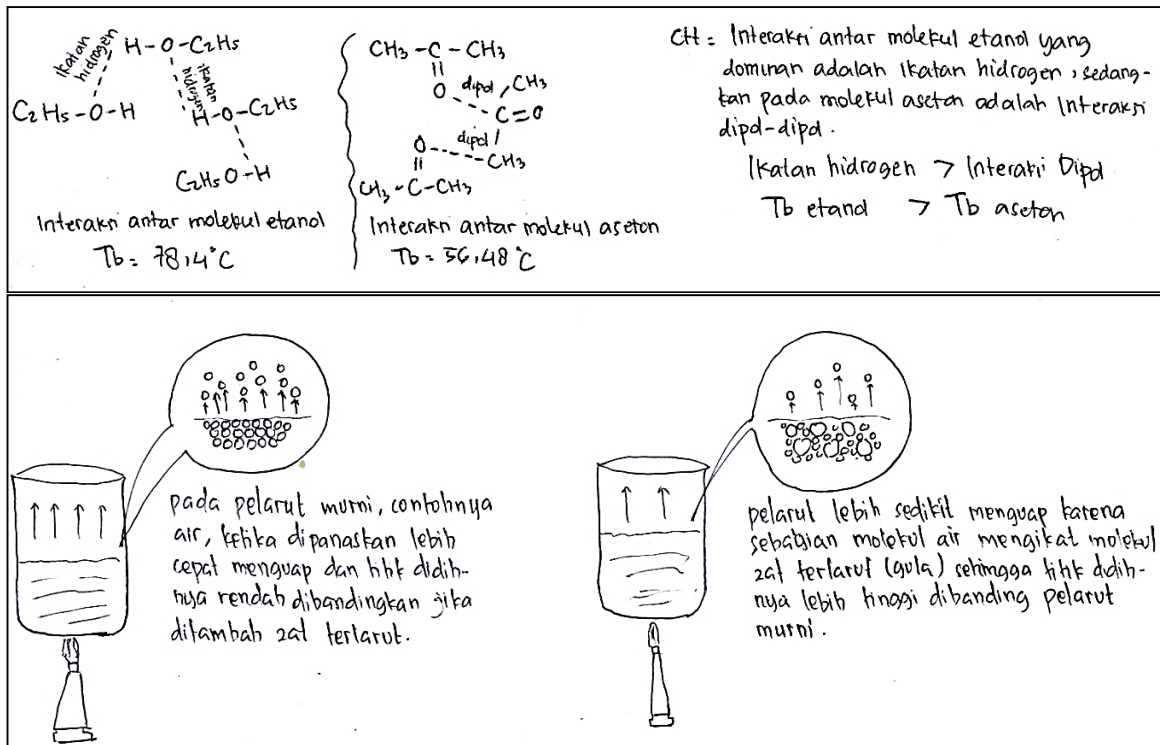 ikatan
hidrogen
H-O-C2H5
ikatan
hidrogen
C2H5-O-H
H-O-C2H5
C2H5O-H
Interaksi antar molekul etanol
Tb = 78,4°C
CH3-C-CH3
||
O
dipol
CH3
C=O
dipol
O
CH3
||
CH3-C-CH3
Interaksi antar molekul aseton
Tb = 56,48°C
Interaksi antar molekul etanol yang
dominan adalah Ikatan hidrogen, sedang-
kan pada molekul aseton adalah Interaksi
dipol-dipol.
Ikatan hidrogen > Interaksi Dipol
Tb etanol > Tb aseton
pada pelarut murni, contohnya
air, ketika dipanaskan lebih
cepat menguap dan titik didih-
nya rendah dibandingkan jika
ditambah zat terlarut.
pelarut lebih sedikit menguap karena
sebagian molekul air mengikat molekul
zat terlarut (gula) sehingga titik didih-
nya lebih tinggi dibanding pelarut
murni.